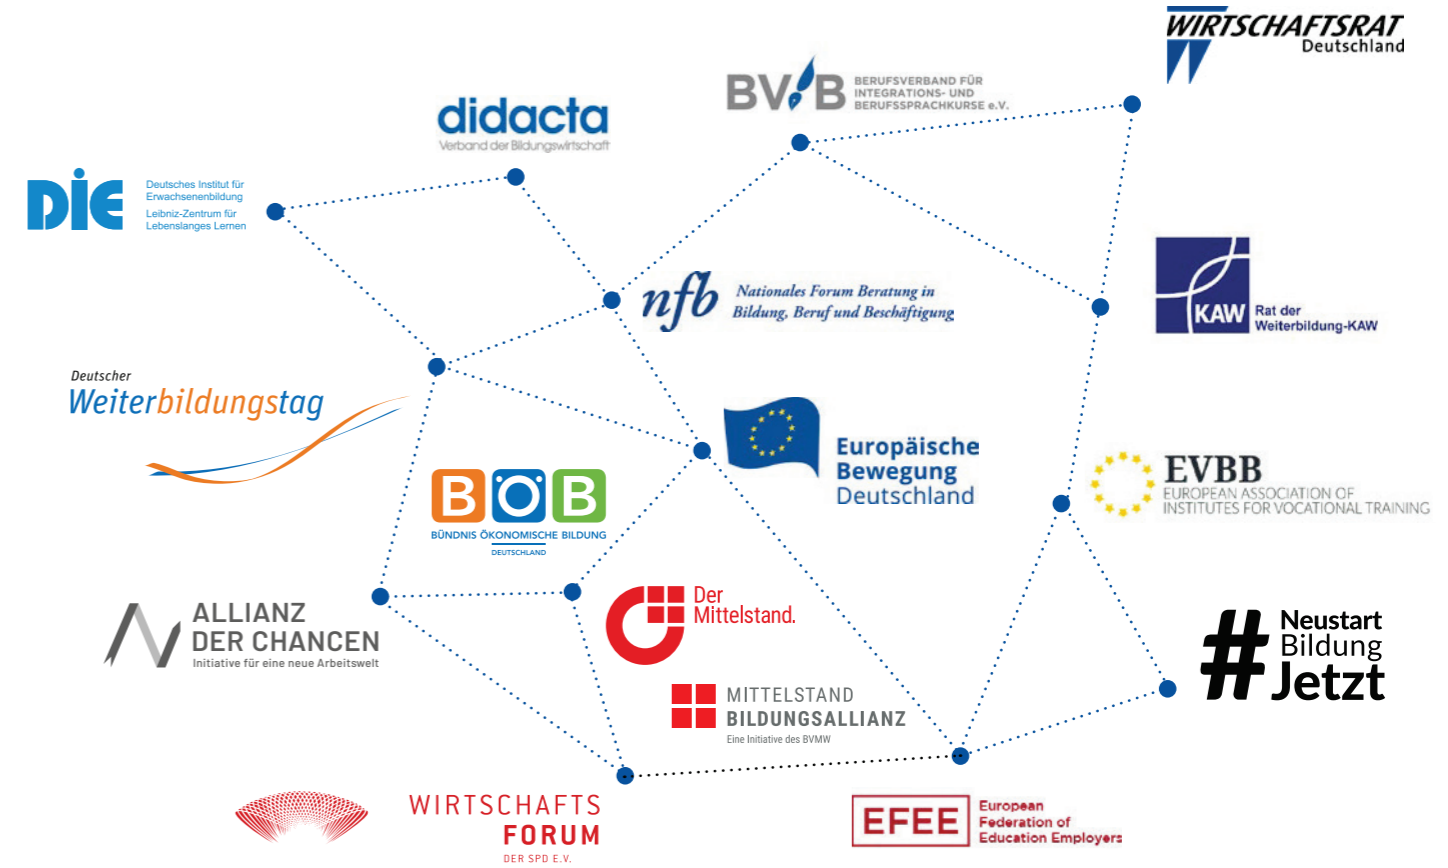 WIRTSCHAFTSRAT
Deutschland
BVIB
BERUFSVERBAND FÜR
INTEGRATIONS- UND
BERUFSSPRACHKURSE e.V.
didacta
Verband der Bildungswirtschaft
DIE
Deutsches Institut für
Erwachsenenbildung
Leibniz-Zentrum für
Lebenslanges Lernen
nfb
Nationales Forum Beratung in
Bildung, Beruf und Beschäftigung
KAW
Rat der
Weiterbildung-KAW
Deutscher
Weiterbildungstag
Europäische
Bewegung
Deutschland
EVBB
EUROPEAN ASSOCIATION OF
INSTITUTES FOR VOCATIONAL TRAINING
BÖB
BÜNDNIS ÖKONOMISCHE BILDUNG
DEUTSCHLAND
ALLIANZ
DER CHANCEN
Initiative für eine neue Arbeitswelt
Der
Mittelstand.
#Neustart
Bildung
Jetzt
MITTELSTAND
BILDUNGSALLIANZ
Eine Initiative des BVMW
WIRTSCHAFTS
FORUM
DER SPD E.V.
EFEE
European
Federation of
Education Employers